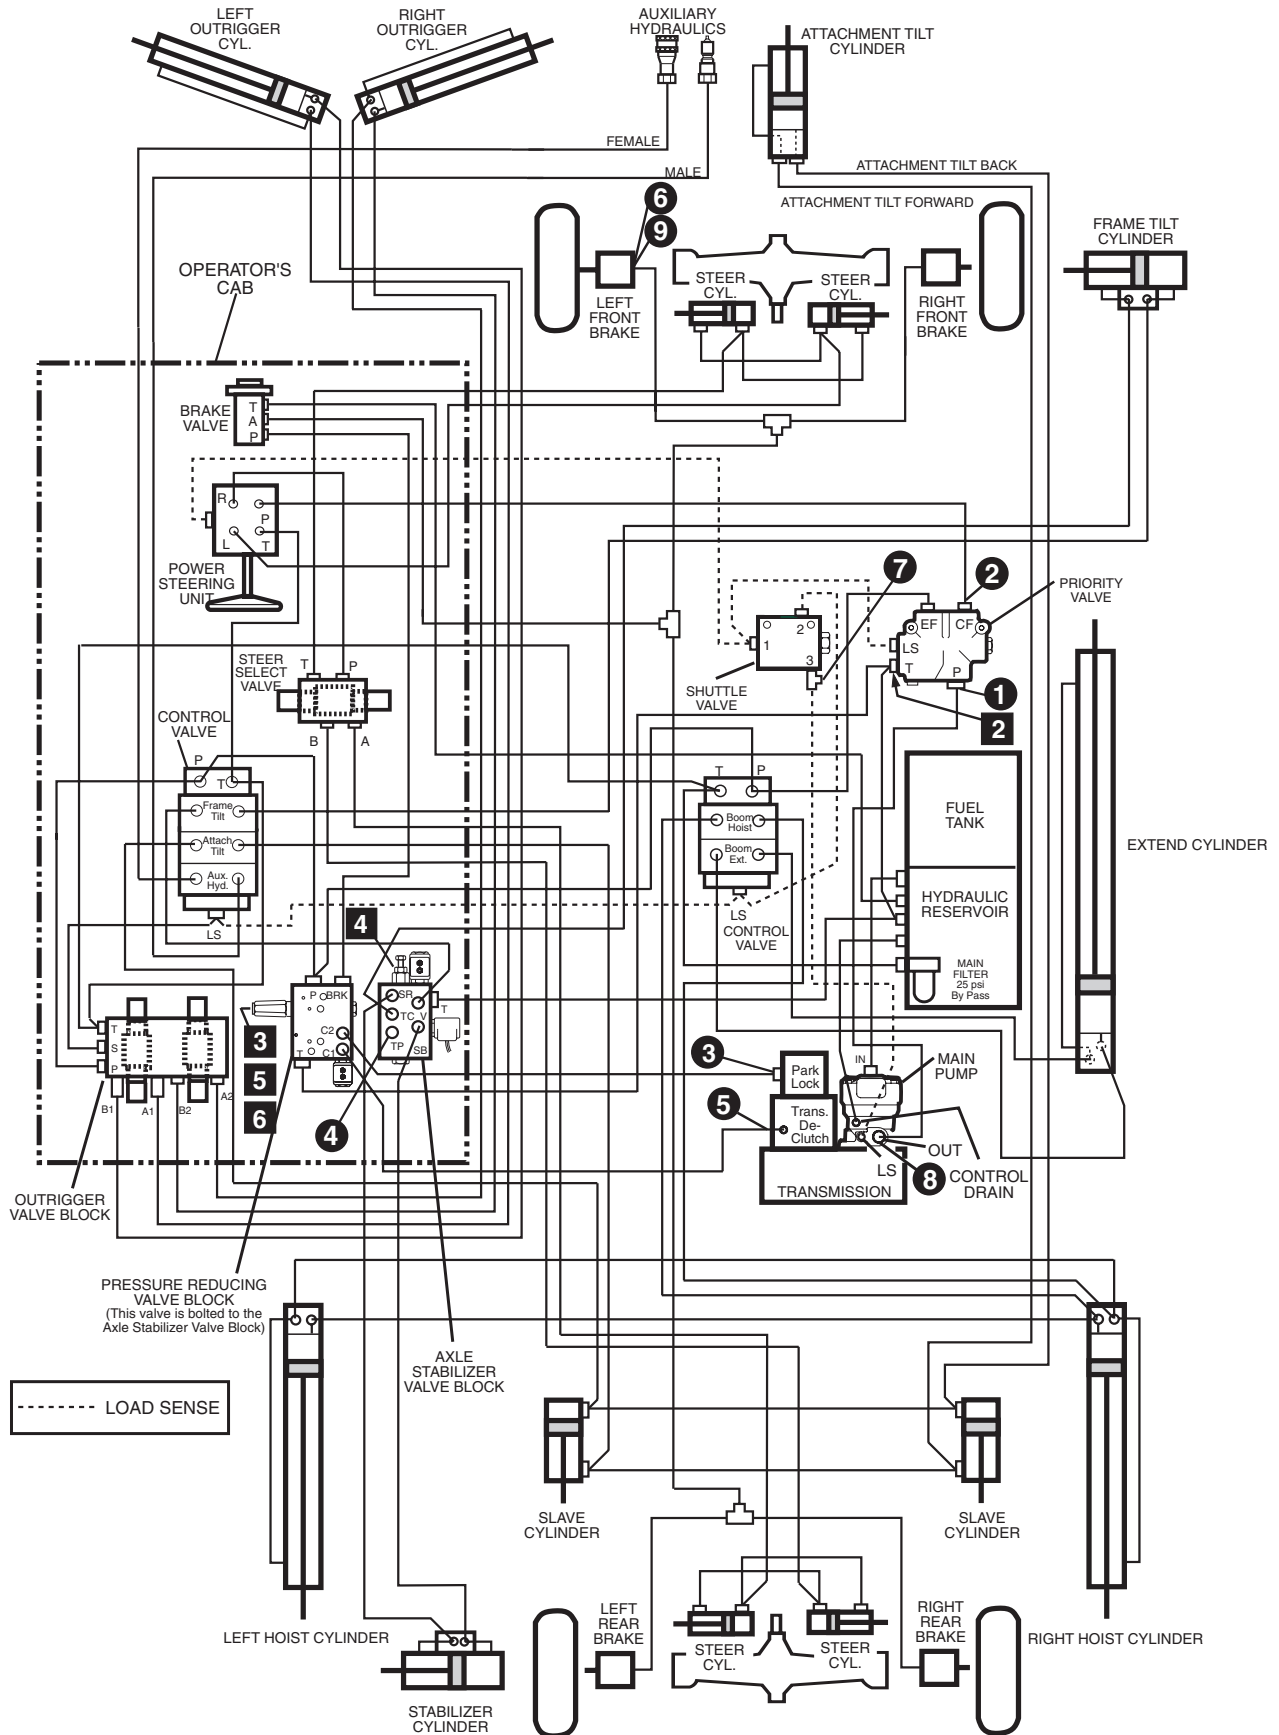 LEFT
OUTRIGGER
CYL.
RIGHT
OUTRIGGER
CYL.
AUXILIARY
HYDRAULICS
ATTACHMENT TILT
CYLINDER
FEMALE
MALE
ATTACHMENT TILT BACK
ATTACHMENT TILT FORWARD
6
9
FRAME TILT
CYLINDER
OPERATOR'S
CAB
LEFT
FRONT
BRAKE
STEER
CYL.
STEER
CYL.
RIGHT
FRONT
BRAKE
BRAKE
VALVE
T
A
P
R
P
L
T
POWER
STEERING
UNIT
7
2
PRIORITY
VALVE
EF
CF
LS
T
P
1
2
3
SHUTTLE
VALVE
1
2
STEER
SELECT
VALVE
T
P
B
A
CONTROL
VALVE
P
T
Frame
Tilt
Attach
Tilt
Aux.
Hyd.
LS
T
P
Boom
Hoist
Boom
Ext.
LS
CONTROL
VALVE
FUEL
TANK
HYDRAULIC
RESERVOIR
MAIN
FILTER
25 psi
By Pass
EXTEND CYLINDER
4
P
BRK
C2
C1
T
SR
TC
V
TP
SB
T
3
5
6
4
T
S
P
B1
A1
B2
A2
3
Park
Lock
5
Trans.
De-
Clutch
IN
MAIN
PUMP
OUT
LS
8
CONTROL
DRAIN
TRANSMISSION
OUTRIGGER
VALVE BLOCK
PRESSURE REDUCING
VALVE BLOCK
(This valve is bolted to the
Axle Stabilizer Valve Block)
AXLE
STABILIZER
VALVE BLOCK
LOAD SENSE
SLAVE
CYLINDER
SLAVE
CYLINDER
LEFT HOIST CYLINDER
RIGHT HOIST CYLINDER
LEFT
REAR
BRAKE
STEER
CYL.
STEER
CYL.
RIGHT
REAR
BRAKE
STABILIZER
CYLINDER